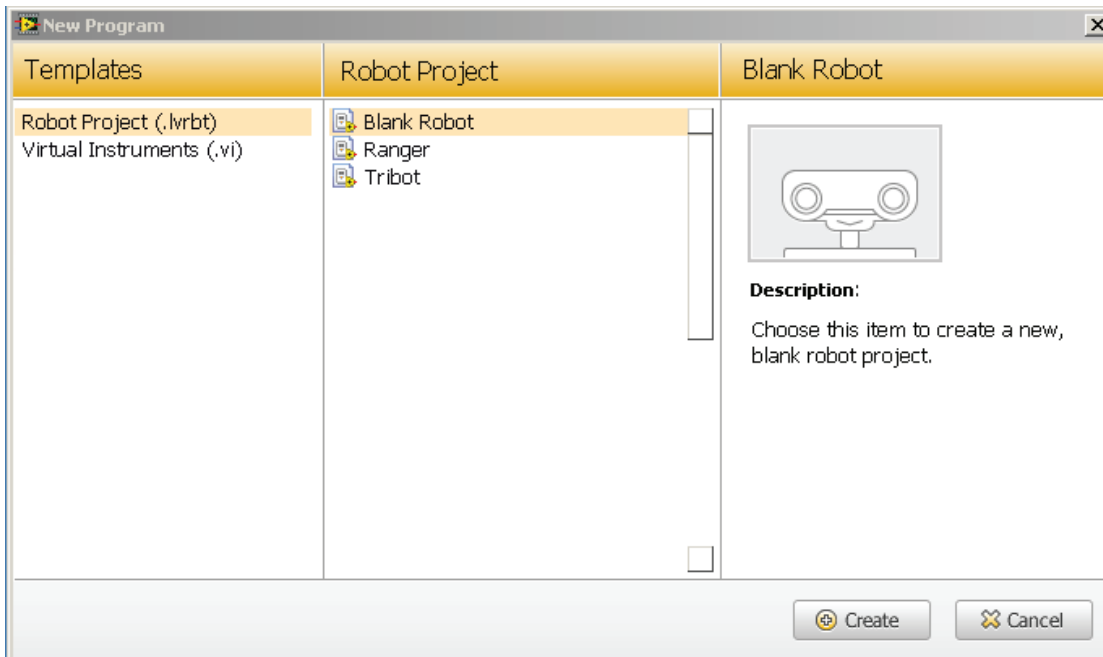 New Program
Templates
Robot Project
Blank Robot
Robot Project (.lvrbt)
Virtual Instruments (.vi)
Blank Robot
Ranger
Tribot
Description:
Choose this item to create a new,
blank robot project.
Create
Cancel